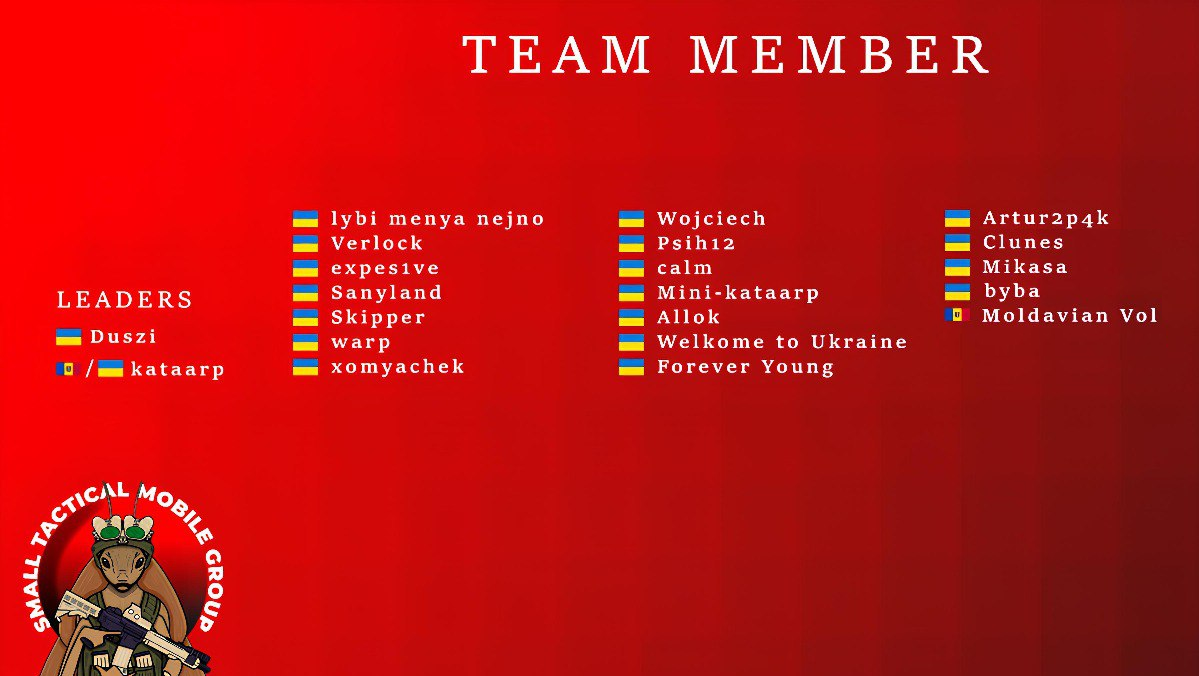 TEAM MEMBER
LEADERS
Duszi
/ kataarp
lybi menya nejno
Verlock
expes1ve
Sanyland
Skipper
warp
xomyachek
Wojciech
Psih12
calm
Mini-kataarp
Allok
Welkome to Ukraine
Forever Young
Artur2p4k
Clunes
Mikasa
byba
Moldavian Vol
SMALL TACTICAL MOBILE GROUP